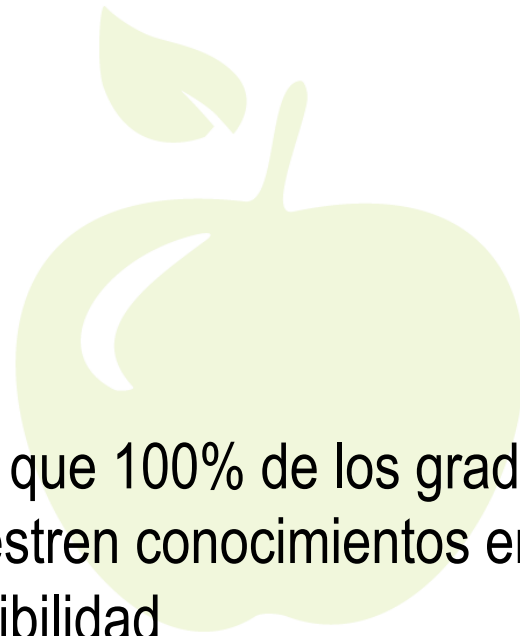 que 100% de los grad
estren conocimientos en
ibilidad